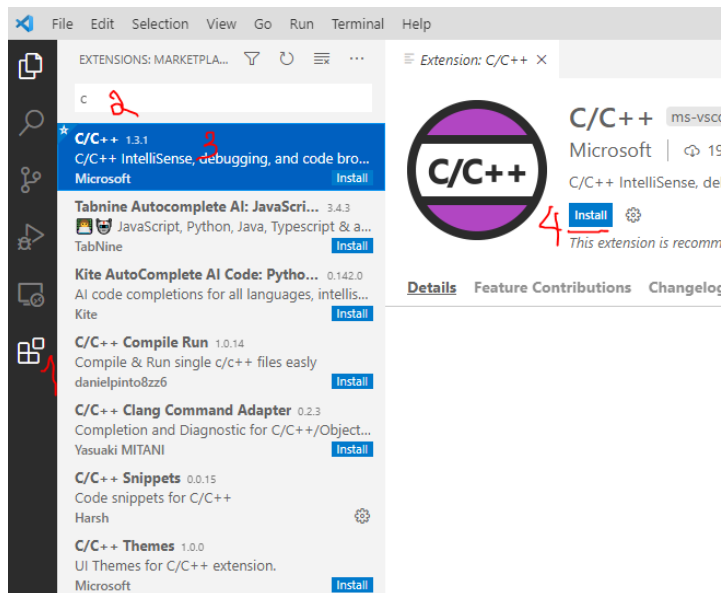 File Edit Selection View Go Run Terminal Help
EXTENSIONS: MARKETPLA... ...
Extension: C/C++
c 2
C/C++ 1.3.1 3
C/C++ IntelliSense, debugging, and code bro...
Microsoft Install
Tabnine Autocomplete AI: JavaScri... 3.4.3
JavaScript, Python, Java, Typescript & a...
TabNine Install
Kite AutoComplete AI Code: Pytho... 0.142.0
AI code completions for all languages, intellis...
Kite Install
C/C++ Compile Run 1.0.14
Compile & Run single c/c++ files easly
danielpinto8zz6 Install
C/C++ Clang Command Adapter 0.2.3
Completion and Diagnostic for C/C++/Object...
Yasuaki MITANI Install
C/C++ Snippets 0.0.15
Code snippets for C/C++
Harsh
C/C++ Themes 1.0.0
UI Themes for C/C++ extension.
Microsoft Install
1
C/C++
C/C++ ms-vsco
Microsoft 19
C/C++ IntelliSense, de
4 Install
This extension is recomm
Details Feature Contributions Changelog